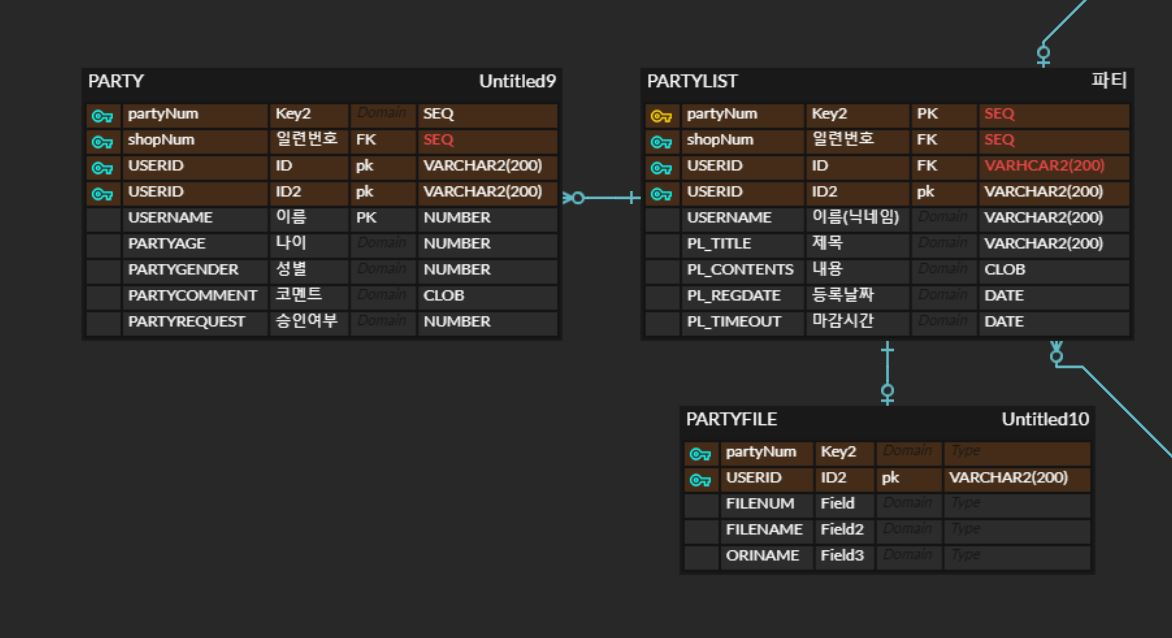 PARTY Untitled9
partyNum Key2 Domain SEQ
shopNum 일련번호 FK SEQ
USERID ID pk VARCHAR2(200)
USERID ID2 pk VARCHAR2(200)
USERNAME 이름 PK NUMBER
PARTYAGE 나이 Domain NUMBER
PARTYGENDER 성별 Domain NUMBER
PARTYCOMMENT 코멘트 Domain CLOB
PARTYREQUEST 승인여부 Domain NUMBER
PARTYLIST 파티
partyNum Key2 PK SEQ
shopNum 일련번호 FK SEQ
USERID ID FK VARHCAR2(200)
USERID ID2 pk VARCHAR2(200)
USERNAME 이름(닉네임) Domain VARCHAR2(200)
PL_TITLE 제목 Domain VARCHAR2(200)
PL_CONTENTS 내용 Domain CLOB
PL_REGDATE 등록날짜 Domain DATE
PL_TIMEOUT 마감시간 Domain DATE
PARTYFILE Untitled10
partyNum Key2 Domain Type
USERID ID2 pk VARCHAR2(200)
FILENUM Field Domain Type
FILENAME Field2 Domain Type
ORINAME Field3 Domain Type